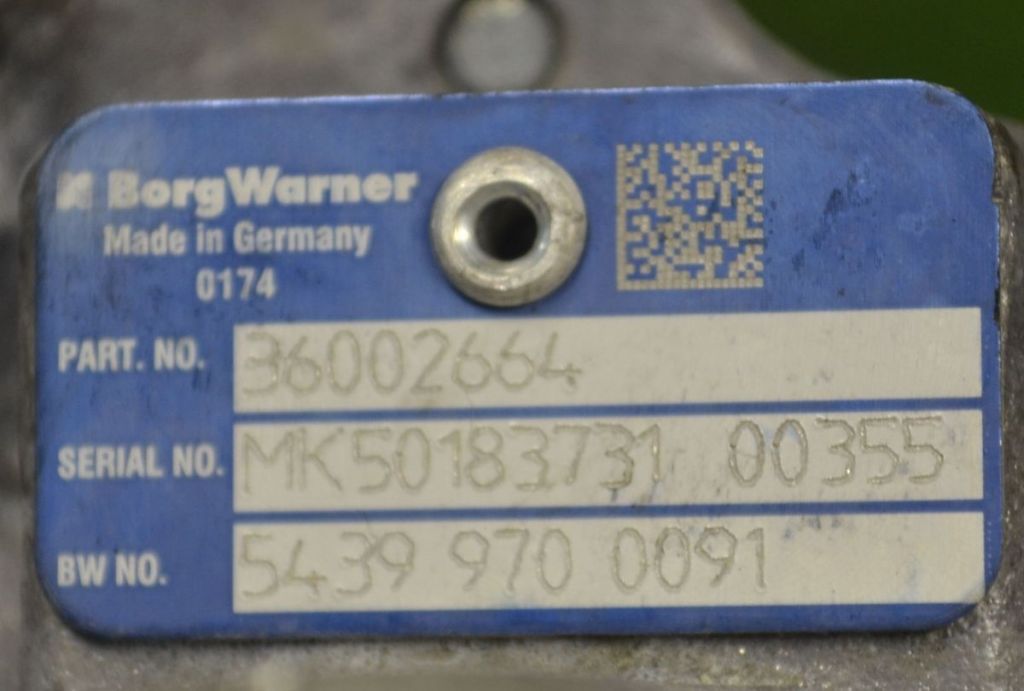 BorgWarner
Made in Germany
0174
PART. NO. 36002664
SERIAL NO. MK50183731 00355
BW NO. 5439 970 0091